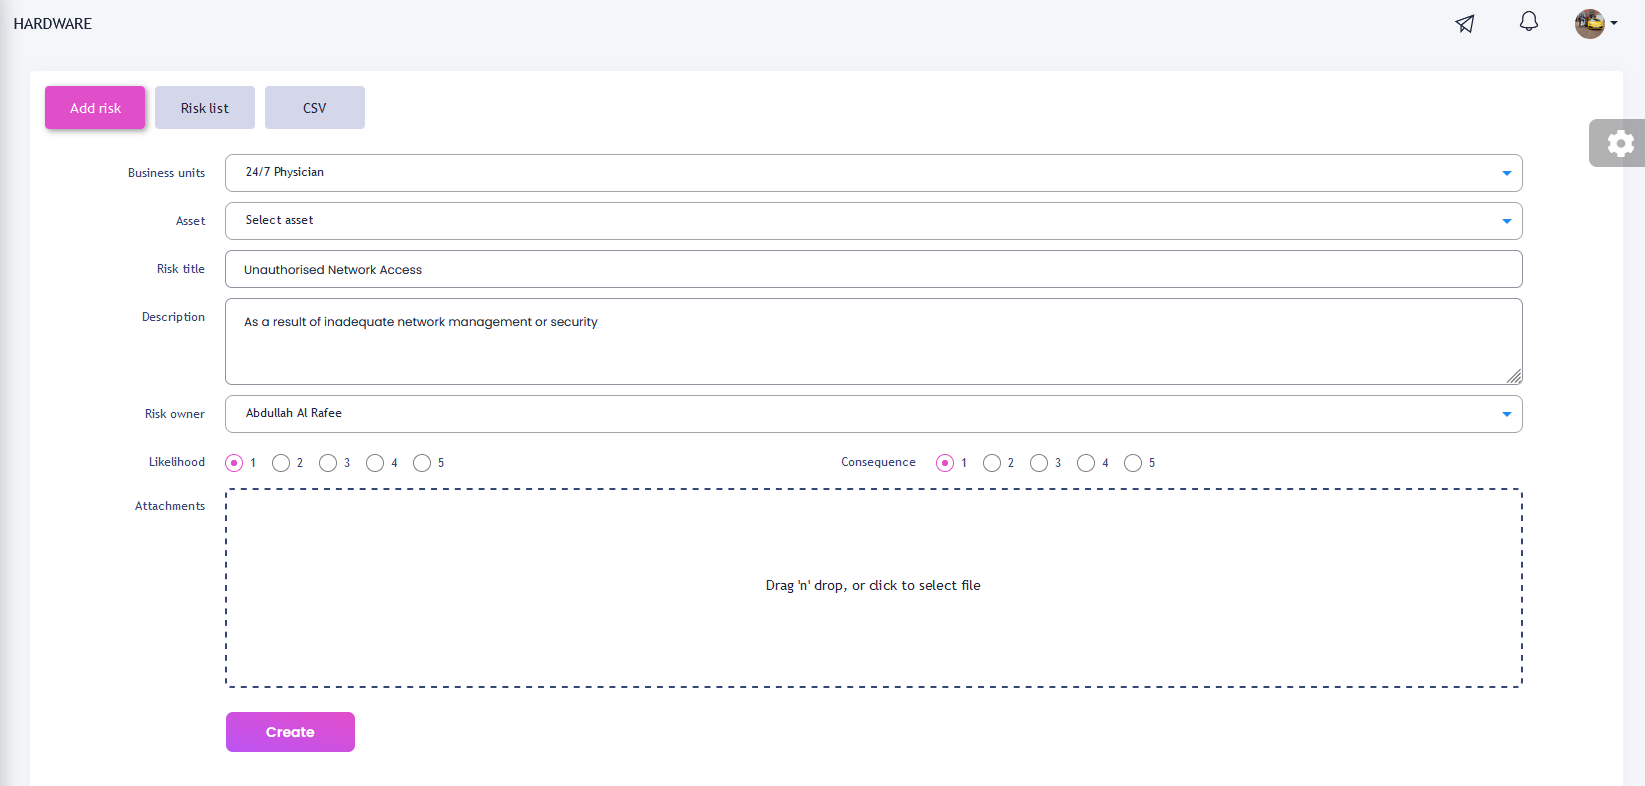 HARDWARE
Add risk
Risk list
CSV
Business units
24/7 Physician
Asset
Select asset
Risk title
Unauthorised Network Access
Description
As a result of inadequate network management or security
Risk owner
Abdullah Al Rafee
Likelihood 1 2 3 4 5
Consequence 1 2 3 4 5
Attachments
Drag 'n' drop, or click to select file
Create